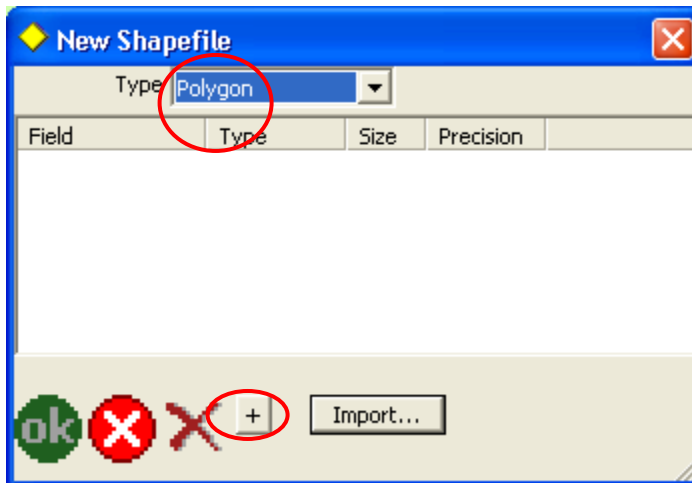 New Shapefile
Type Polygon
Field Type Size Precision
ok + Import...